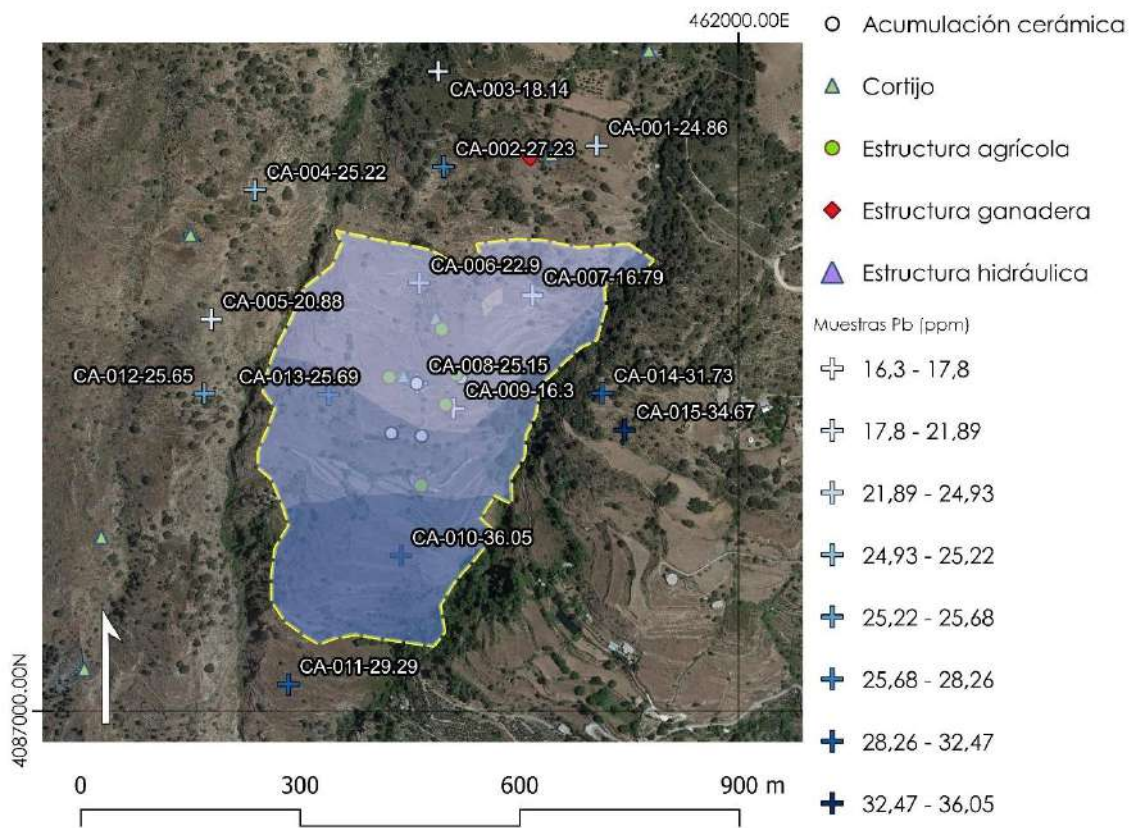 462000.00E
4087000.00N
CA-003-18.14
CA-001-24.86
CA-002-27.23
CA-004-25.22
CA-006-22.9
CA-007-16.79
CA-005-20.88
CA-008-25.15
CA-012-25.65
CA-013-25.69
CA-009-16.3
CA-014-31.73
CA-015-34.67
CA-010-36.05
CA-011-29.29
0 300 600 900 m
Acumulación cerámica
Cortijo
Estructura agrícola
Estructura ganadera
Estructura hidráulica
Muestras Pb (ppm)
16,3 - 17,8
17,8 - 21,89
21,89 - 24,93
24,93 - 25,22
25,22 - 25,68
25,68 - 28,26
28,26 - 32,47
32,47 - 36,05